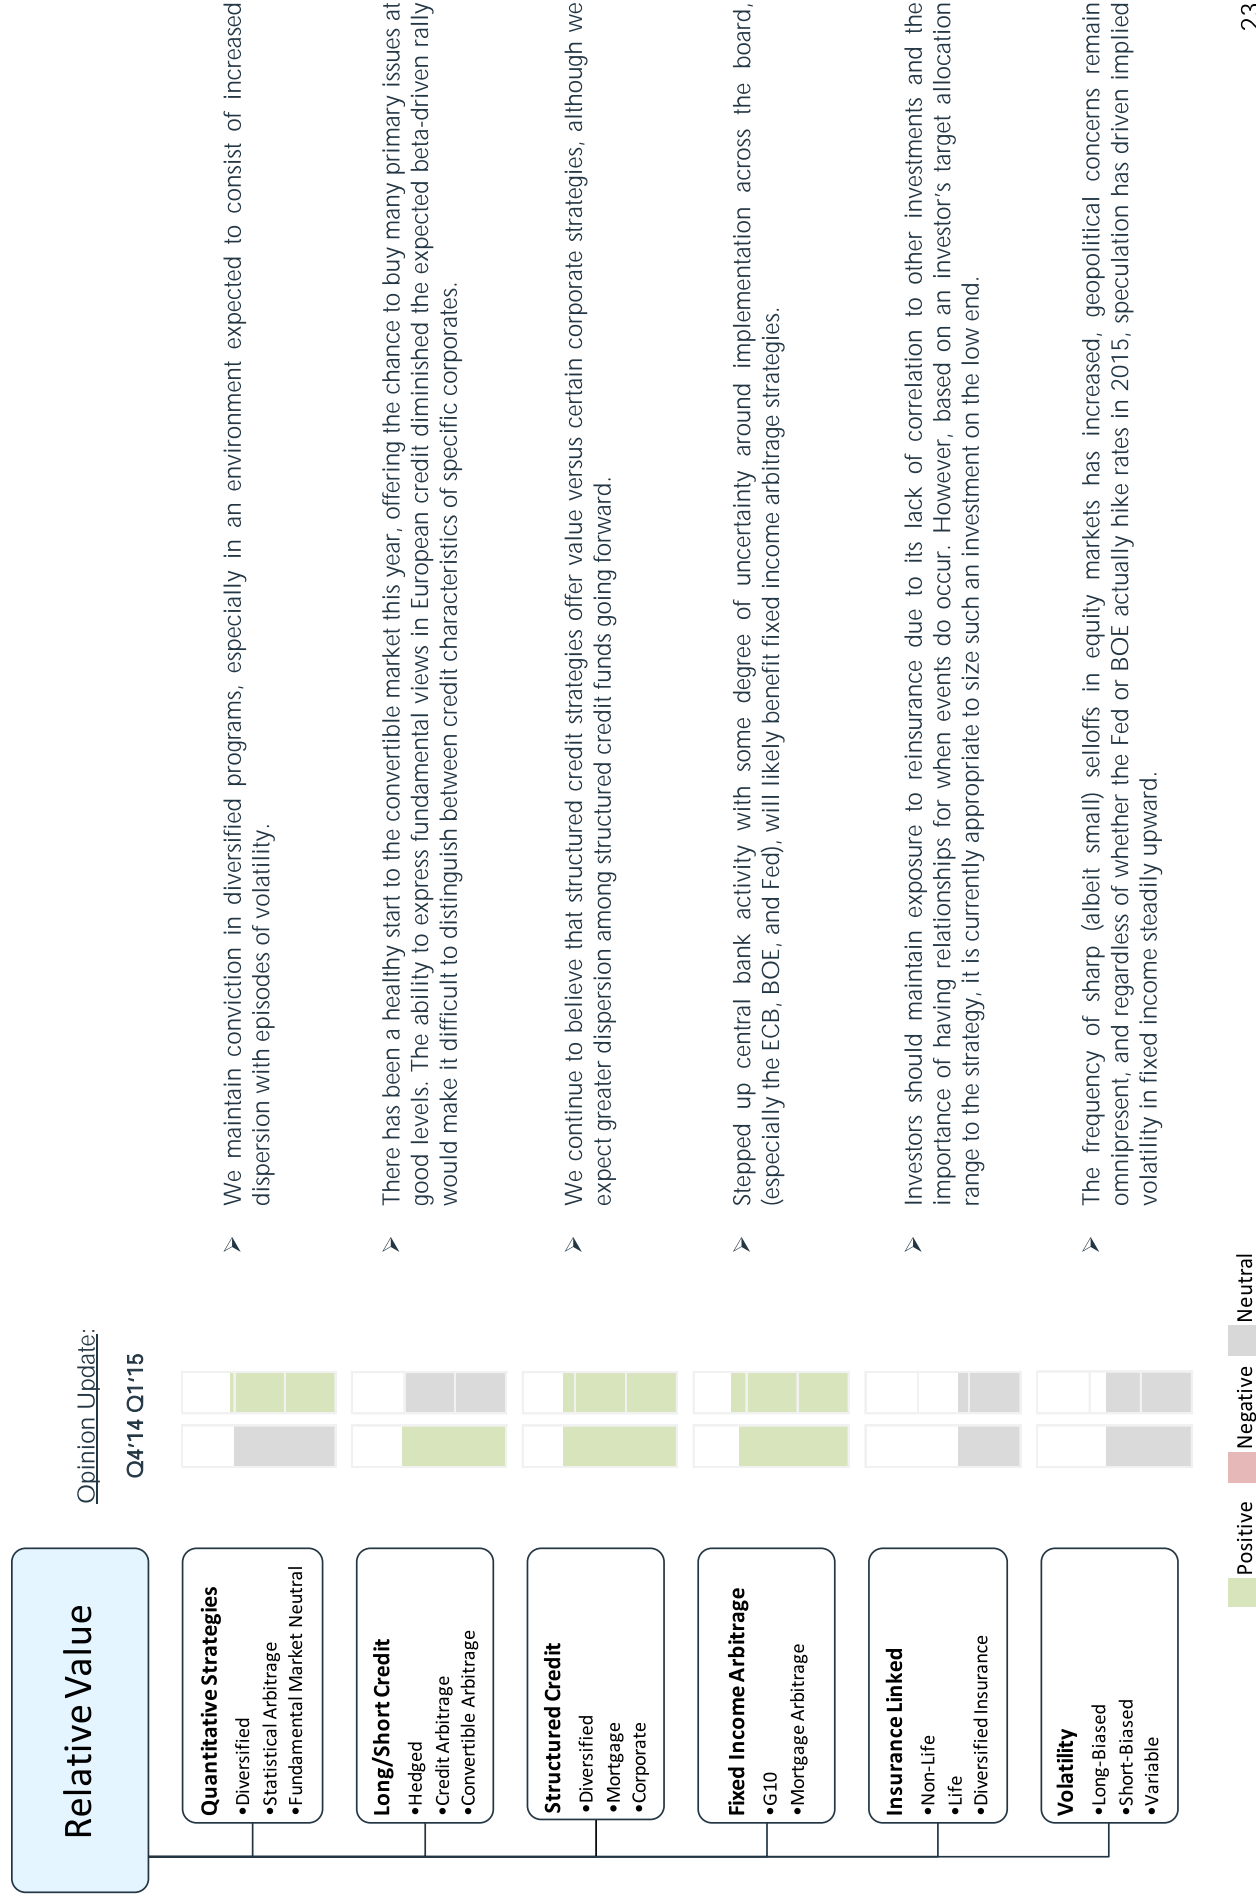 Relative Value
Opinion Update:
Q4'14 Q1'15
Quantitative Strategies
•Diversified
•Statistical Arbitrage
•Fundamental Market Neutral
➢ We maintain conviction in diversified programs, especially in an environment expected to consist of increased
dispersion with episodes of volatility.
Long/Short Credit
•Hedged
•Credit Arbitrage
•Convertible Arbitrage
➢ There has been a healthy start to the convertible market this year, offering the chance to buy many primary issues at
good levels. The ability to express fundamental views in European credit diminished the expected beta-driven rally
would make it difficult to distinguish between credit characteristics of specific corporates.
Structured Credit
•Diversified
•Mortgage
•Corporate
➢ We continue to believe that structured credit strategies offer value versus certain corporate strategies, although we
expect greater dispersion among structured credit funds going forward.
Fixed Income Arbitrage
•G10
•Mortgage Arbitrage
➢ Stepped up central bank activity with some degree of uncertainty around implementation across the board,
(especially the ECB, BOE, and Fed), will likely benefit fixed income arbitrage strategies.
Insurance Linked
•Non-Life
•Life
•Diversified Insurance
➢ Investors should maintain exposure to reinsurance due to its lack of correlation to other investments and the
importance of having relationships for when events do occur. However, based on an investor's target allocation
range to the strategy, it is currently appropriate to size such an investment on the low end.
Volatility
•Long-Biased
•Short-Biased
•Variable
➢ The frequency of sharp (albeit small) selloffs in equity markets has increased, geopolitical concerns remain
omnipresent, and regardless of whether the Fed or BOE actually hike rates in 2015, speculation has driven implied
volatility in fixed income steadily upward.
Positive Negative Neutral
23